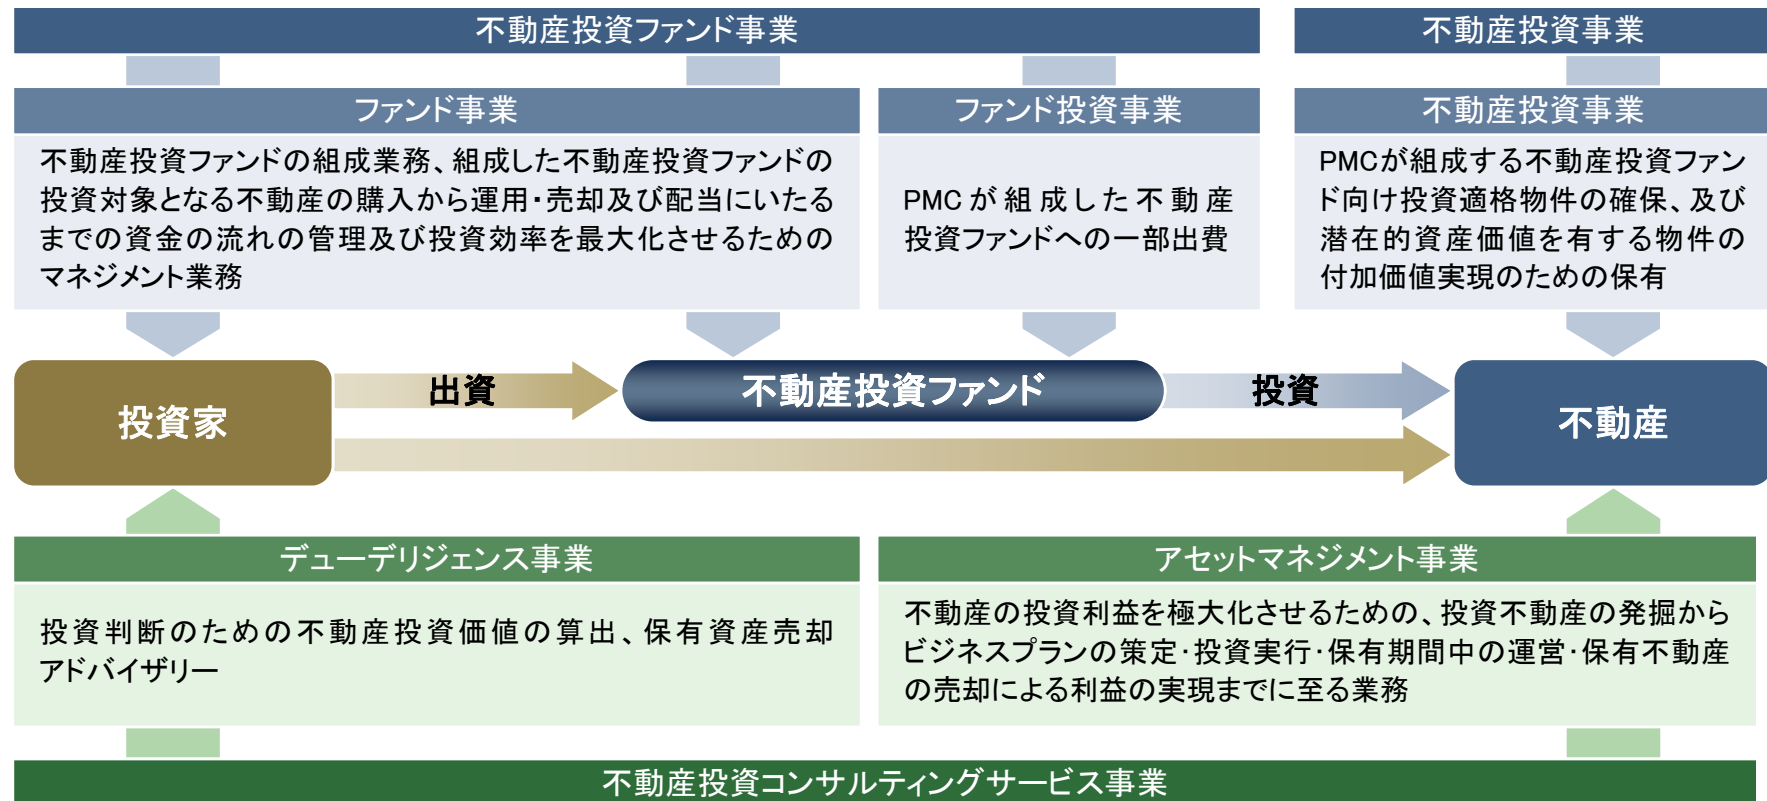 不動産投資ファンド事業
不動産投資事業
ファンド事業
ファンド投資事業
不動産投資事業
不動産投資ファンドの組成業務、組成した不動産投資ファンドの
投資対象となる不動産の購入から運用・売却及び配当にいたる
までの資金の流れの管理及び投資効率を最大化させるための
マネジメント業務
PMCが組成した不動産
投資ファンドへの一部出費
PMCが組成する不動産投資ファン
ド向け投資適格物件の確保、及び
潜在的資産価値を有する物件の
付加価値実現のための保有
投資家
出資
不動産投資ファンド
投資
不動産
デューデリジェンス事業
アセットマネジメント事業
投資判断のための不動産投資価値の算出、保有資産売却
アドバイザリー
不動産の投資利益を極大化させるための、投資不動産の発掘から
ビジネスプランの策定・投資実行・保有期間中の運営・保有不動産
の売却による利益の実現までに至る業務
不動産投資コンサルティングサービス事業